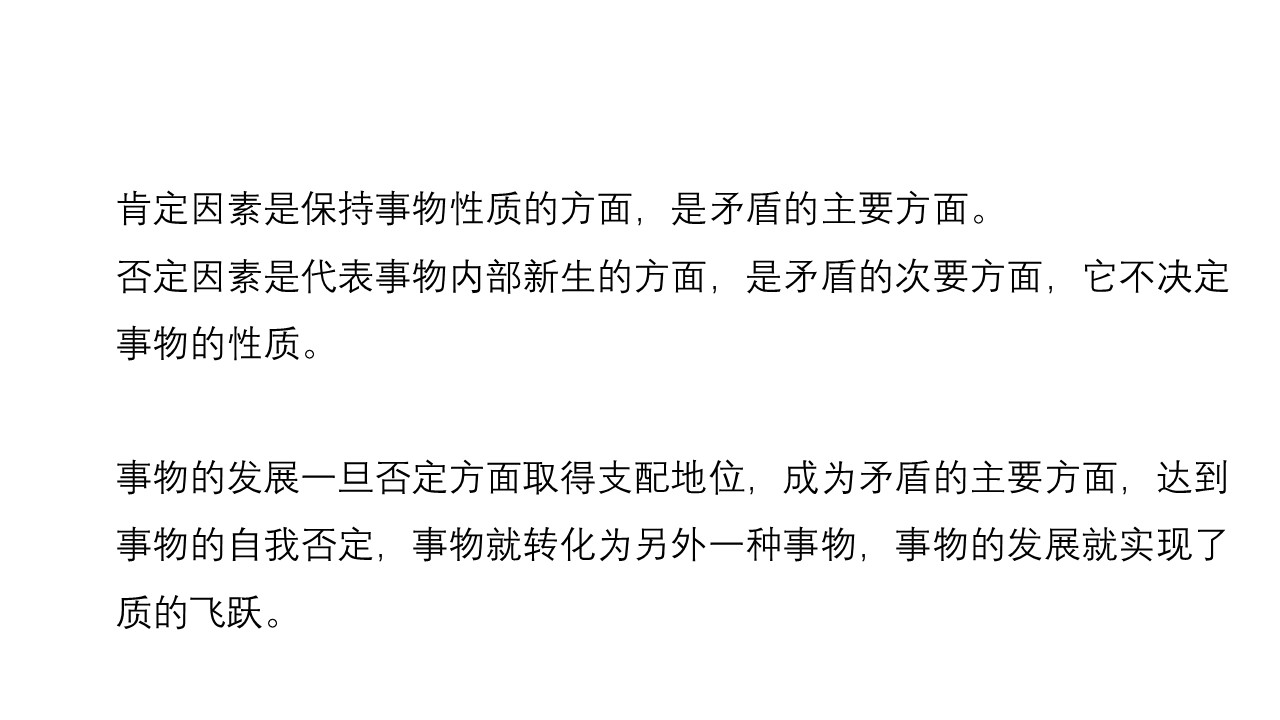 肯定因素是保持事物性质的方面，是矛盾的主要方面。
否定因素是代表事物内部新生的方面，是矛盾的次要方面，它不决定
事物的性质。
事物的发展一旦否定方面取得支配地位，成为矛盾的主要方面，达到
事物的自我否定，事物就转化为另外一种事物，事物的发展就实现了
质的飞跃。